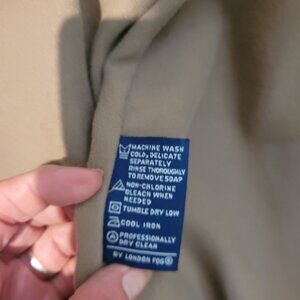 MACHINE WASH
COLD, DELICATE
SEPARATELY
RINSE THOROUGHLY
TO REMOVE SOAP
NON-CHLORINE
BLEACH WHEN
NEEDED
TUMBLE DRY LOW
COOL IRON
PROFESSIONALLY
DRY CLEAN
BY LONDON FOG®